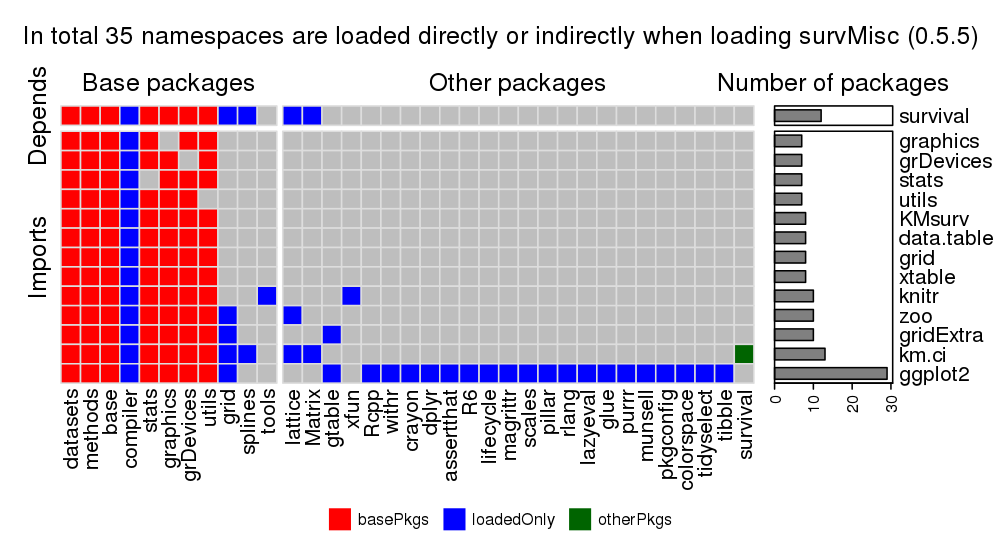 In total 35 namespaces are loaded directly or indirectly when loading survMisc (0.5.5)
Base packages
Other packages
Number of packages
Depends
Imports
survival
graphics
grDevices
stats
utils
KMsurv
data.table
grid
xtable
knitr
zoo
gridExtra
km.ci
ggplot2
0
10
20
30
datasets
methods
base
compiler
stats
graphics
grDevices
utils
grid
splines
tools
lattice
Matrix
gtable
xfun
Rcpp
withr
crayon
dplyr
assertthat
R6
lifecycle
magrittr
scales
pillar
rlang
lazyeval
glue
purrr
munsell
pkgconfig
colorspace
tidyselect
tibble
survival
basePkgs
loadedOnly
otherPkgs